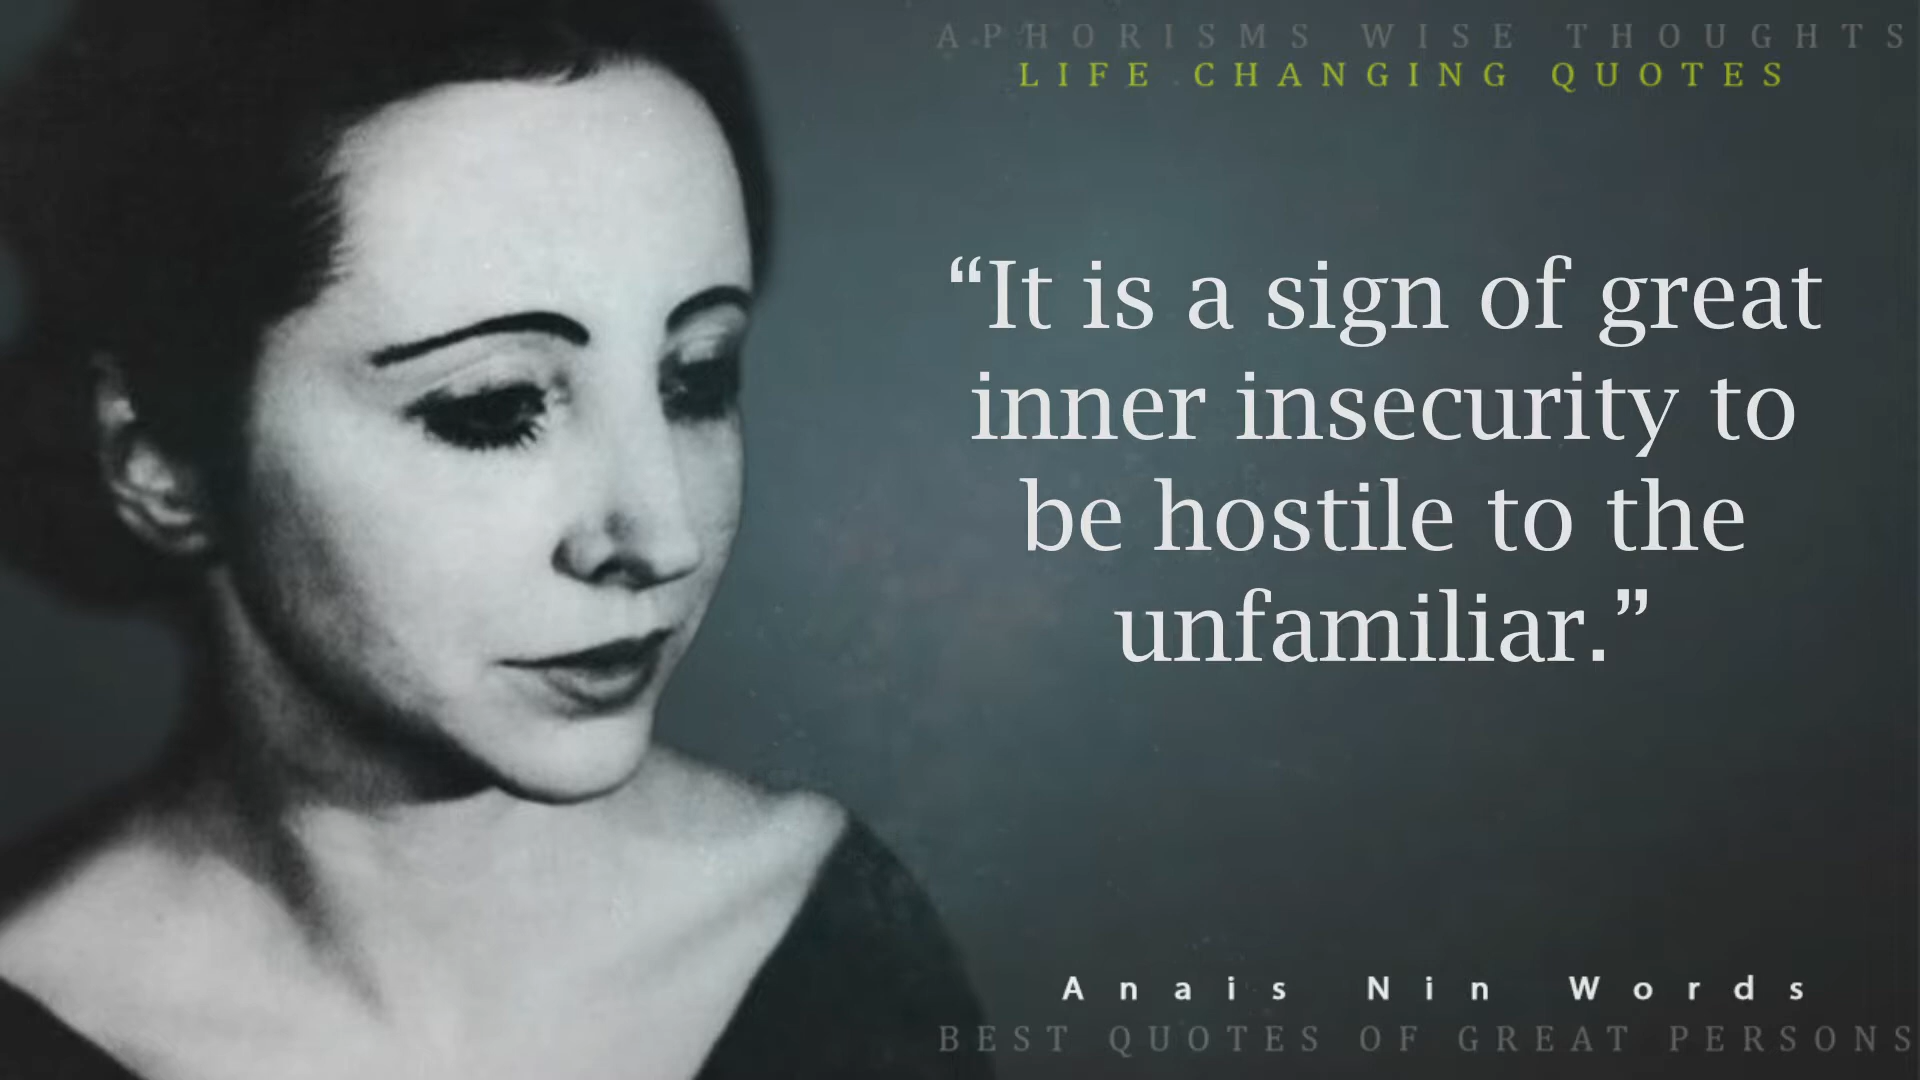 APHORISMS WISE THOUGHTS
LIFE CHANGING QUOTES
“It is a sign of great
inner insecurity to
be hostile to the
unfamiliar.”
Anais Nin Words
BEST QUOTES OF GREAT PERSONS